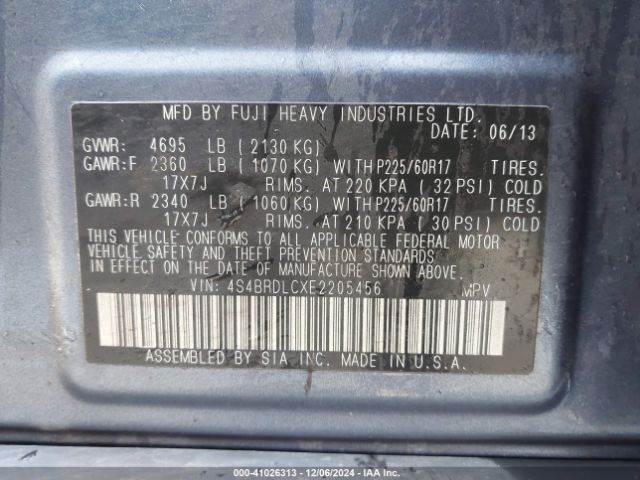 MFD BY FUJI HEAVY INDUSTRIES LTD.
DATE: 06/13
GVWR: 4695 LB ( 2130 KG)
GAWR:F 2360 LB ( 1070 KG) WITH P225/60R17 TIRES.
17X7J RIMS. AT 220 KPA ( 32 PSI) COLD
GAWR:R 2340 LB ( 1060 KG) WITH P225/60R17 TIRES.
17X7J RIMS. AT 210 KPA ( 30 PSI) COLD
THIS VEHICLE CONFORMS TO ALL APPLICABLE FEDERAL MOTOR
VEHICLE SAFETY AND THEFT PREVENTION STANDARDS
IN EFFECT ON THE DATE OF MANUFACTURE SHOWN ABOVE.
VIN: 4S4BRDLCXE2205456 MPV
ASSEMBLED BY SIA INC. MADE IN U.S.A.
000-41026313 - 12/06/2024 - IAAI.com